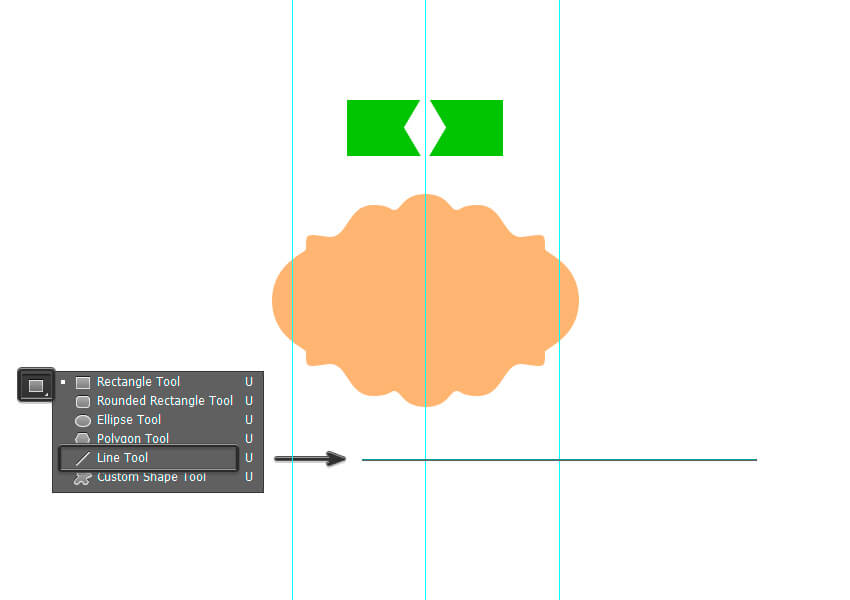 Rectangle Tool U
Rounded Rectangle Tool U
Ellipse Tool U
Polygon Tool U
Line Tool U
Custom Shape Tool U